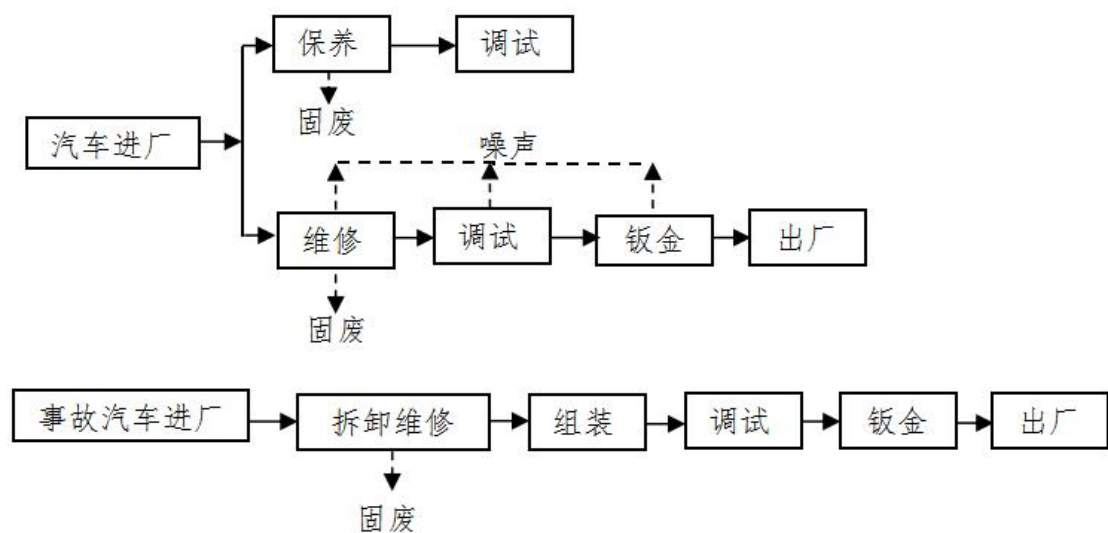 保养
调试
固废
汽车进厂
噪声
维修
调试
钣金
出厂
固废
事故汽车进厂
拆卸维修
组装
调试
钣金
出厂
固废